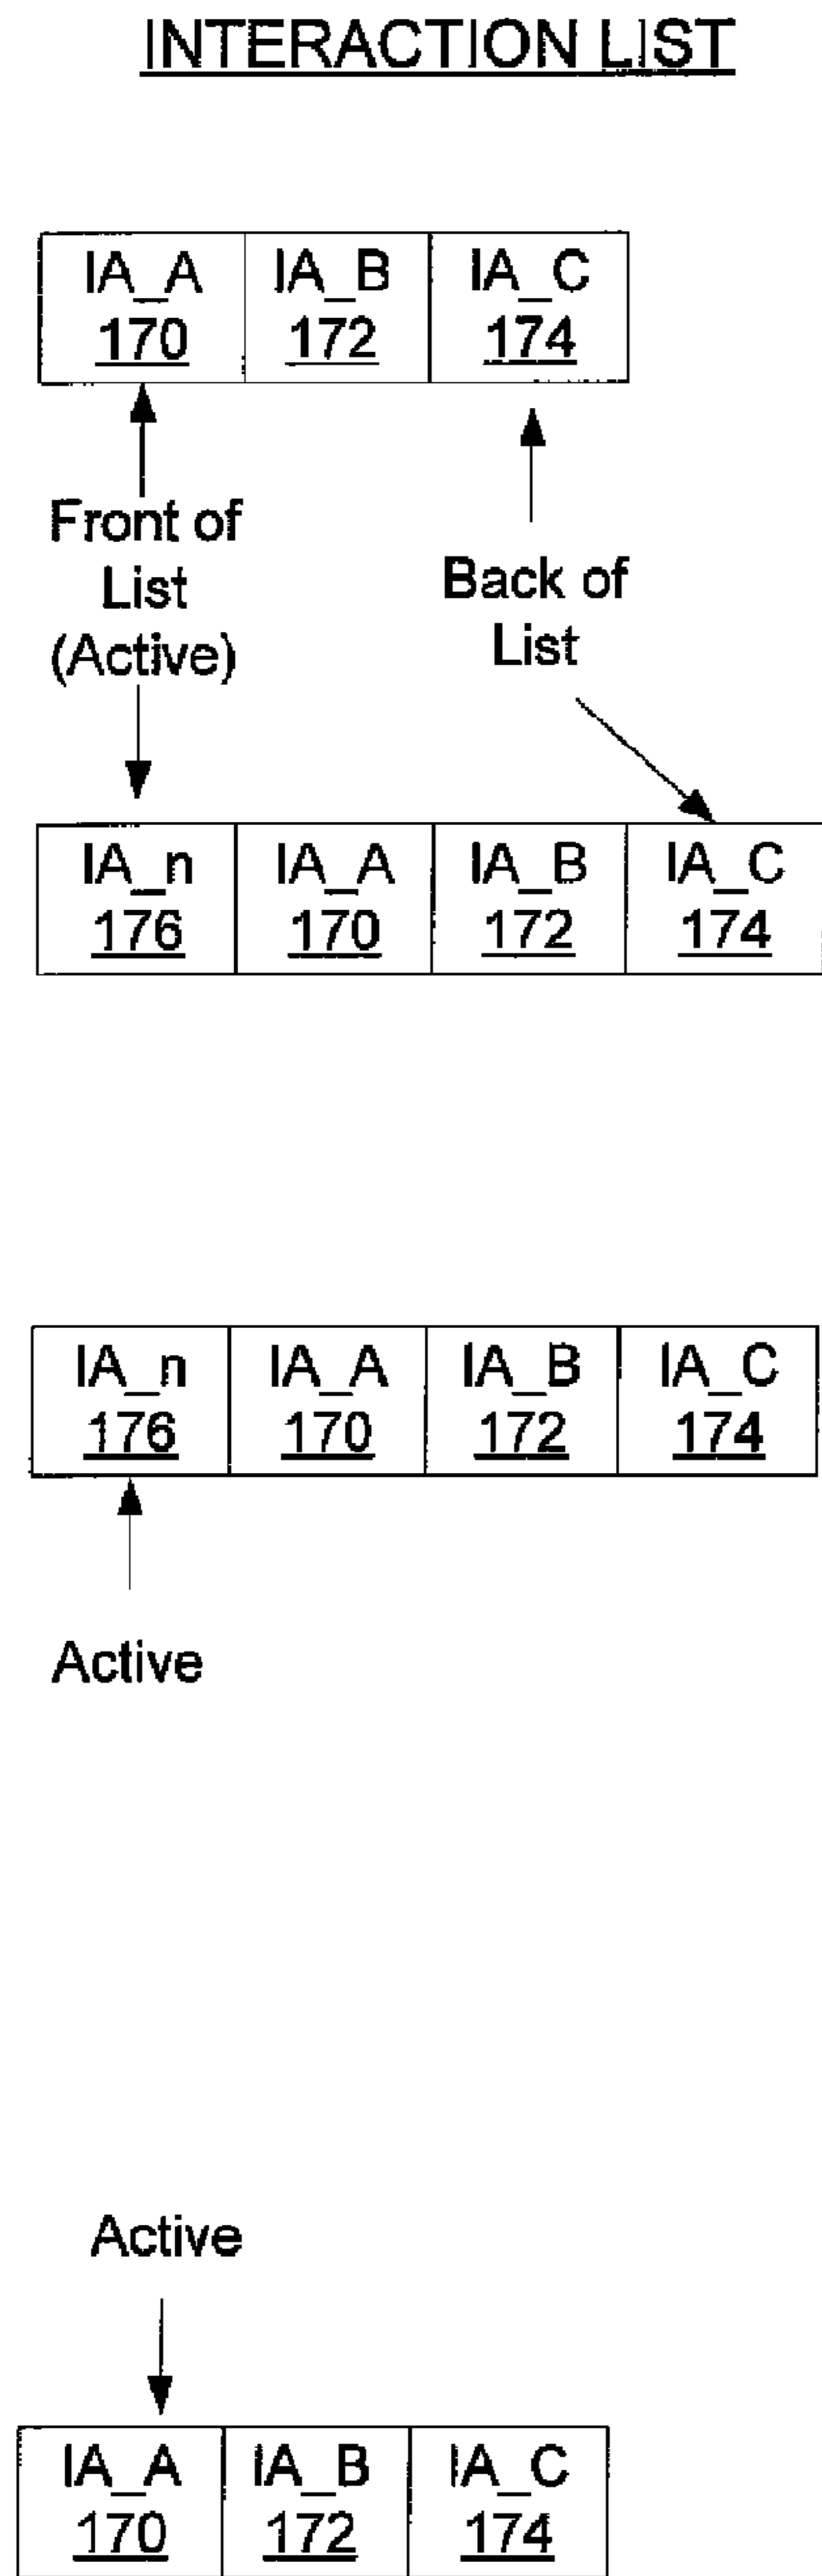 INTERACTION LIST
IA_A IA_B IA_C
170 172 174
Front of
List
(Active)
Back of
List
IA_n IA_A IA_B IA_C
176 170 172 174
IA_n IA_A IA_B IA_C
176 170 172 174
Active
Active
IA_A IA_B IA_C
170 172 174